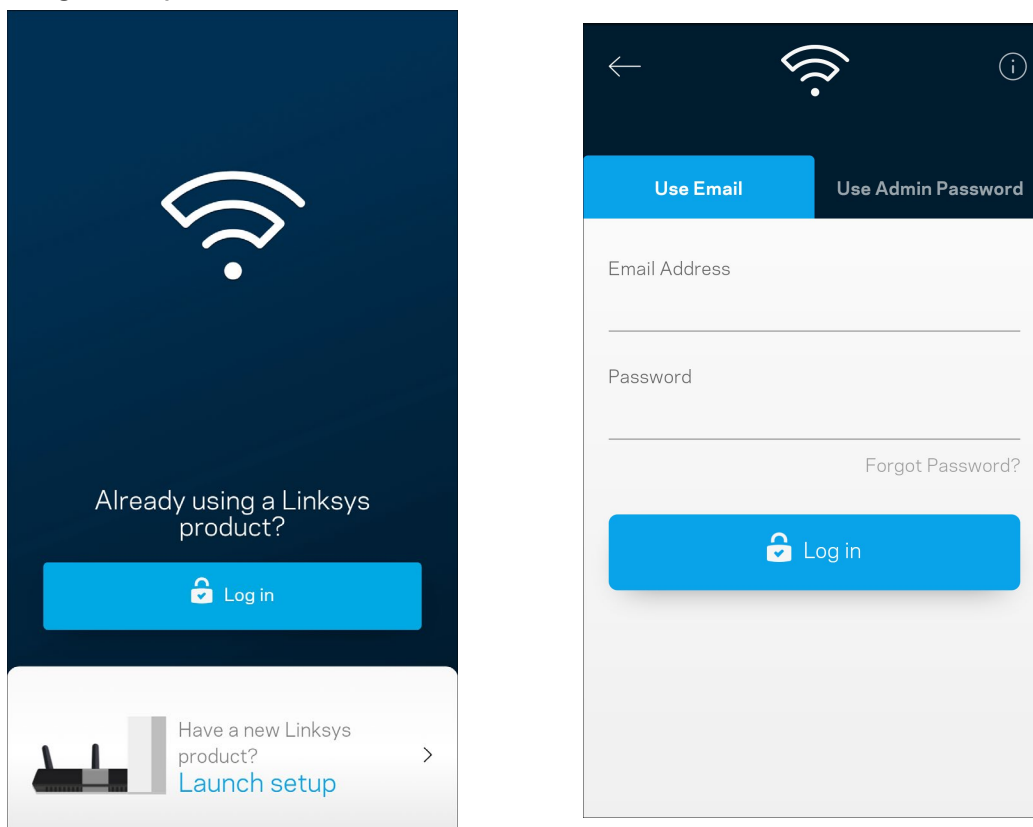 Already using a Linksys
product?
Log in
Have a new Linksys
product?
Launch setup
Use Email
Use Admin Password
Email Address
Password
Forgot Password?
Log in